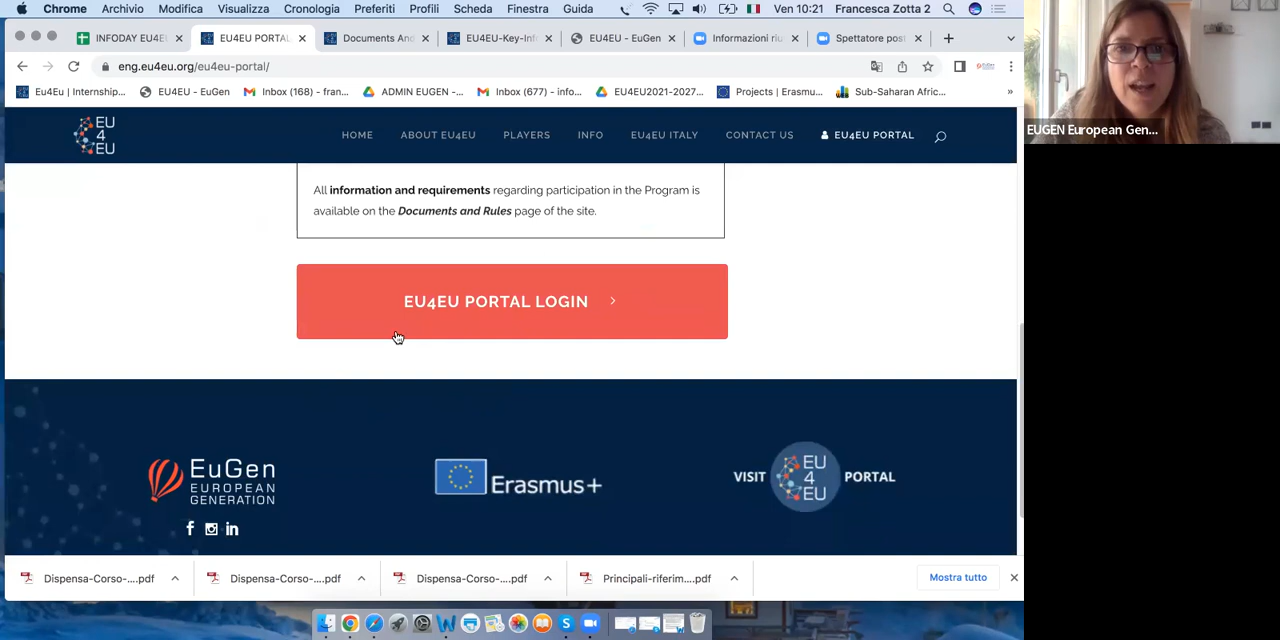 Chrome Archivio Modifica Visualizza Cronologia Preferiti Profili Scheda Finestra Guida Ven 10:21 Francesca Zotta 2
INFODAY EU4E
EU4EU PORTAL
Documents And
EU4EU-Key-Inf
EU4EU - EuGen
Informazioni riu
Spettatore post
eng.eu4eu.org/eu4eu-portal/
Eu4Eu | Internship...
EU4EU - EuGen
Inbox (168) - fran...
ADMIN EUGEN -...
Inbox (677) - info...
EU4EU2021-2027...
Projects | Erasmu...
Sub-Saharan Afric...
»
EU
4
EU
HOME ABOUT EU4EU PLAYERS INFO EU4EU ITALY CONTACT US EU4EU PORTAL
All information and requirements regarding participation in the Program is
available on the Documents and Rules page of the site.
EU4EU PORTAL LOGIN >
EuGen
EUROPEAN
GENERATION
Erasmus+
VISIT EU 4 EU PORTAL
Dispensa-Corso-....pdf
Dispensa-Corso-....pdf
Dispensa-Corso-....pdf
Principali-riferim....pdf
Mostra tutto
EUGEN European Gen...